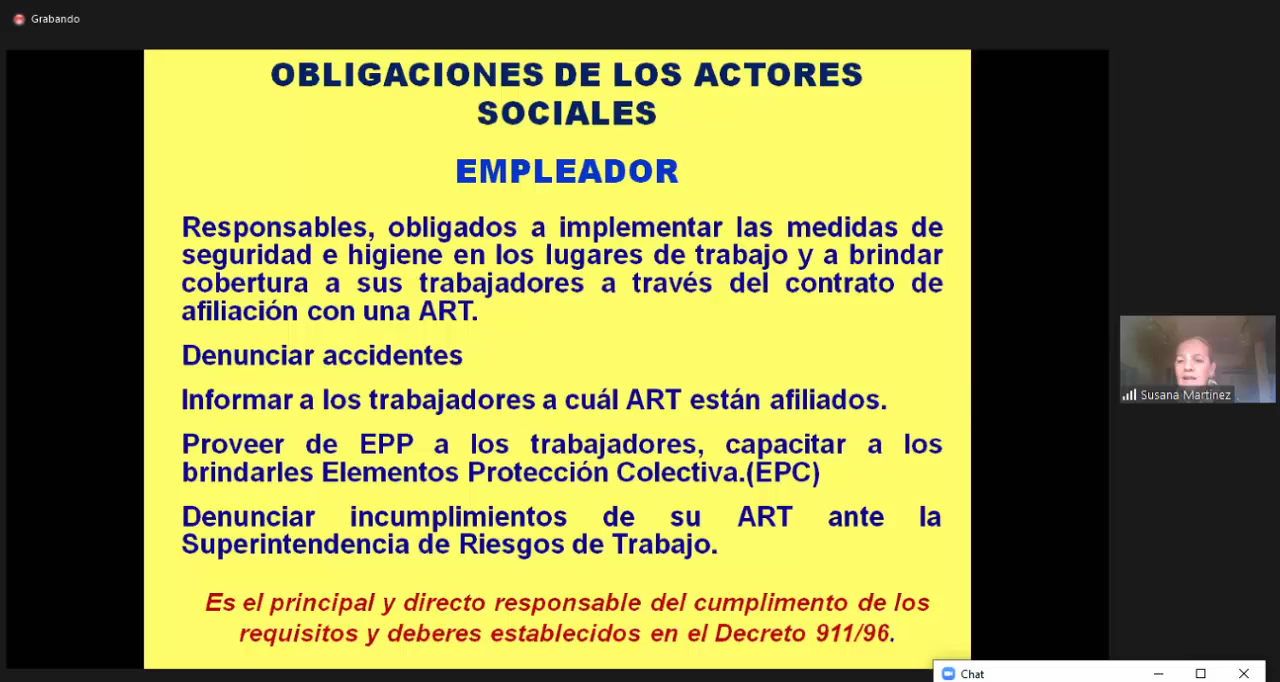 Grabando
OBLIGACIONES DE LOS ACTORES
SOCIALES
EMPLEADOR
Responsables, obligados a implementar las medidas de
seguridad e higiene en los lugares de trabajo y a brindar
cobertura a sus trabajadores a través del contrato de
afiliación con una ART.
Denunciar accidentes
Informar a los trabajadores a cuál ART están afiliados.
Proveer de EPP a los trabajadores, capacitar a los
brindarles Elementos Protección Colectiva.(EPC)
Denunciar incumplimientos de su ART ante la
Superintendencia de Riesgos de Trabajo.
Es el principal y directo responsable del cumplimento de los
requisitos y deberes establecidos en el Decreto 911/96.
Susana Martinez
Chat